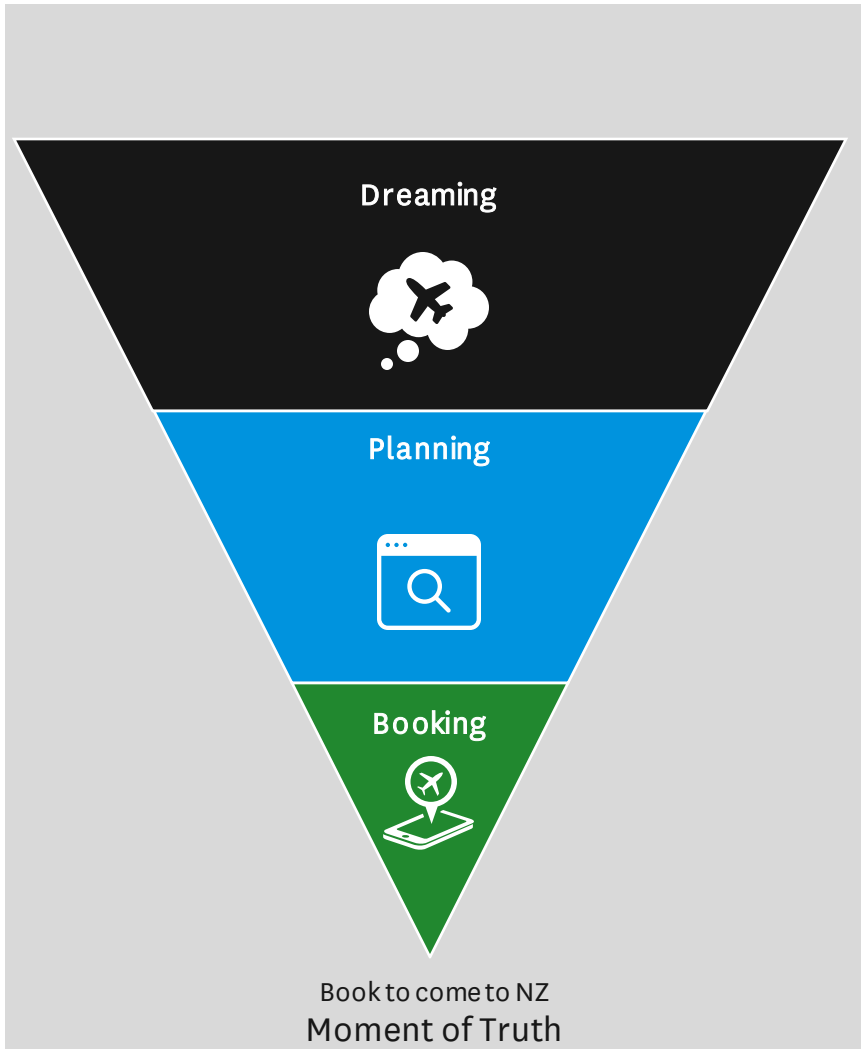 Dreaming
Planning
Booking
Book to come to NZ
Moment of Truth